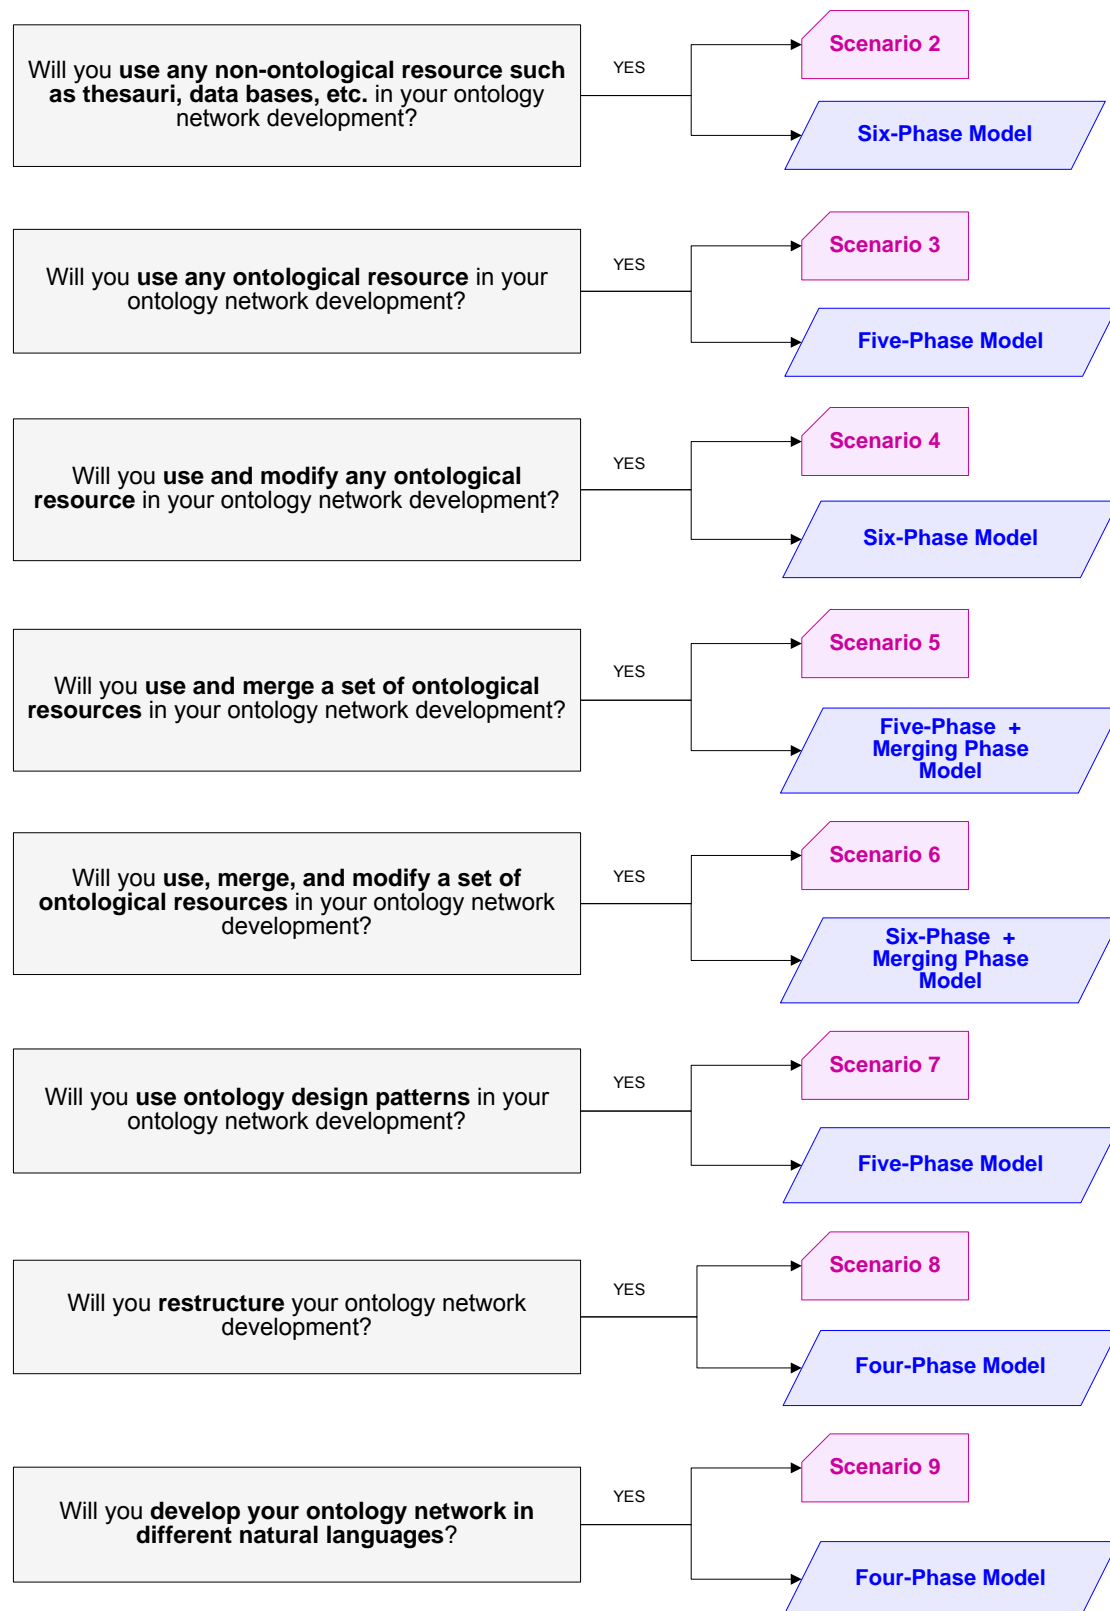 Will you use any non-ontological resource such
as thesauri, data bases, etc. in your ontology
network development?
YES
Scenario 2
Six-Phase Model
Will you use any ontological resource in your
ontology network development?
YES
Scenario 3
Five-Phase Model
Will you use and modify any ontological
resource in your ontology network development?
YES
Scenario 4
Six-Phase Model
Will you use and merge a set of ontological
resources in your ontology network development?
YES
Scenario 5
Five-Phase +
Merging Phase
Model
Will you use, merge, and modify a set of
ontological resources in your ontology network
development?
YES
Scenario 6
Six-Phase +
Merging Phase
Model
Will you use ontology design patterns in your
ontology network development?
YES
Scenario 7
Five-Phase Model
Will you restructure your ontology network
development?
YES
Scenario 8
Four-Phase Model
Will you develop your ontology network in
different natural languages?
YES
Scenario 9
Four-Phase Model